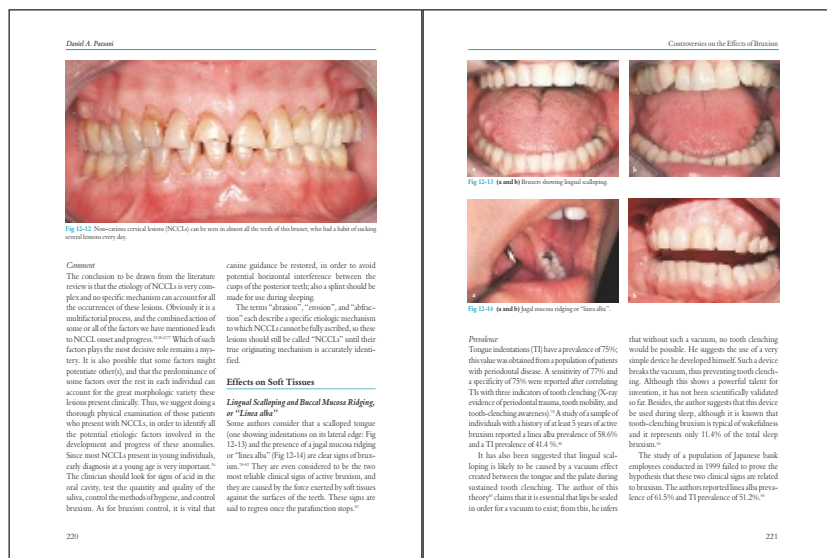 Daniel A. Paesani
Fig 12-12 Non-carious cervical lesions (NCCLs) can be seen in almost all the teeth of this bruxer, who had a habit of sucking
several lemons every day.
Comment
The conclusion to be drawn from the literature
review is that the etiology of NCCLs is very com-
plex and no specific mechanism can account for all
the occurrences of these lesions. Obviously it is a
multifactorial process, and the combined action of
some or all of the factors we have mentioned leads
to NCCL onset and progress. Which of such
factors plays the most decisive role remains a mys-
tery. It is also possible that some factors might
potentiate other(s), and that the predominance of
some factors over the rest in each individual can
account for the great morphologic variety these
lesions present clinically. Thus, we suggest doing a
thorough physical examination of those patients
who present with NCCLs, in order to identify all
the potential etiologic factors involved in the
development and progress of these anomalies.
Since most NCCLs present in young individuals,
early diagnosis at a young age is very important.
The clinician should look for signs of acid in the
oral cavity, test the quantity and quality of the
saliva, control the methods of hygiene, and control
bruxism. As for bruxism control, it is vital that
canine guidance be restored, in order to avoid
potential horizontal interference between the
cusps of the posterior teeth; also a splint should be
made for use during sleeping.
The terms “abrasion”, “erosion”, and “abfrac-
tion” each describe a specific etiologic mechanism
to which NCCLs cannot be fully ascribed, so these
lesions should still be called “NCCLs” until their
true originating mechanism is accurately identi-
fied.
Effects on Soft Tissues
Lingual Scalloping and Buccal Mucosa Ridging,
or “Linea alba”
Some authors consider that a scalloped tongue
(one showing indentations on its lateral edge: Fig
12-13) and the presence of a jugal mucosa ridging
or “linea alba” (Fig 12-14) are clear signs of brux-
ism. They are even considered to be the two
most reliable clinical signs of active bruxism, and
they are caused by the force exerted by soft tissues
against the surfaces of the teeth. These signs are
said to regress once the parafunction stops.
220
Controversies on the Effects of Bruxism
a
b
Fig 12-13 (a and b) Bruxers showing lingual scalloping.
a
b
Fig 12-14 (a and b) Jugal mucosa ridging or “linea alba”.
Prevalence
Tongue indentations (TI) have a prevalence of 75%;
this value was obtained from a population of patients
with periodontal disease. A sensitivity of 77% and
a specificity of 75% were reported after correlating
TIs with three indicators of tooth clenching (X-ray
evidence of periodontal trauma, tooth mobility, and
tooth-clenching awareness). A study of a sample of
individuals with a history of at least 5 years of active
bruxism reported a linea alba prevalence of 58.6%
and a TI prevalence of 41.4 %.
It has also been suggested that lingual scal-
loping is likely to be caused by a vacuum effect
created between the tongue and the palate during
sustained tooth clenching. The author of this
theory claims that it is essential that lips be sealed
in order for a vacuum to exist; from this, he infers
that without such a vacuum, no tooth clenching
would be possible. He suggests the use of a very
simple device he developed himself. Such a device
breaks the vacuum, thus preventing tooth clench-
ing. Although this shows a powerful talent for
invention, it has not been scientifically validated
so far. Besides, the author suggests that this device
be used during sleep, although it is known that
tooth-clenching bruxism is typical of wakefulness
and it represents only 11.4% of the total sleep
bruxism.
The study of a population of Japanese bank
employees conducted in 1999 failed to prove the
hypothesis that these two clinical signs are related
to bruxism. The authors reported linea alba preva-
lence of 61.5% and TI prevalence of 51.2%.
221